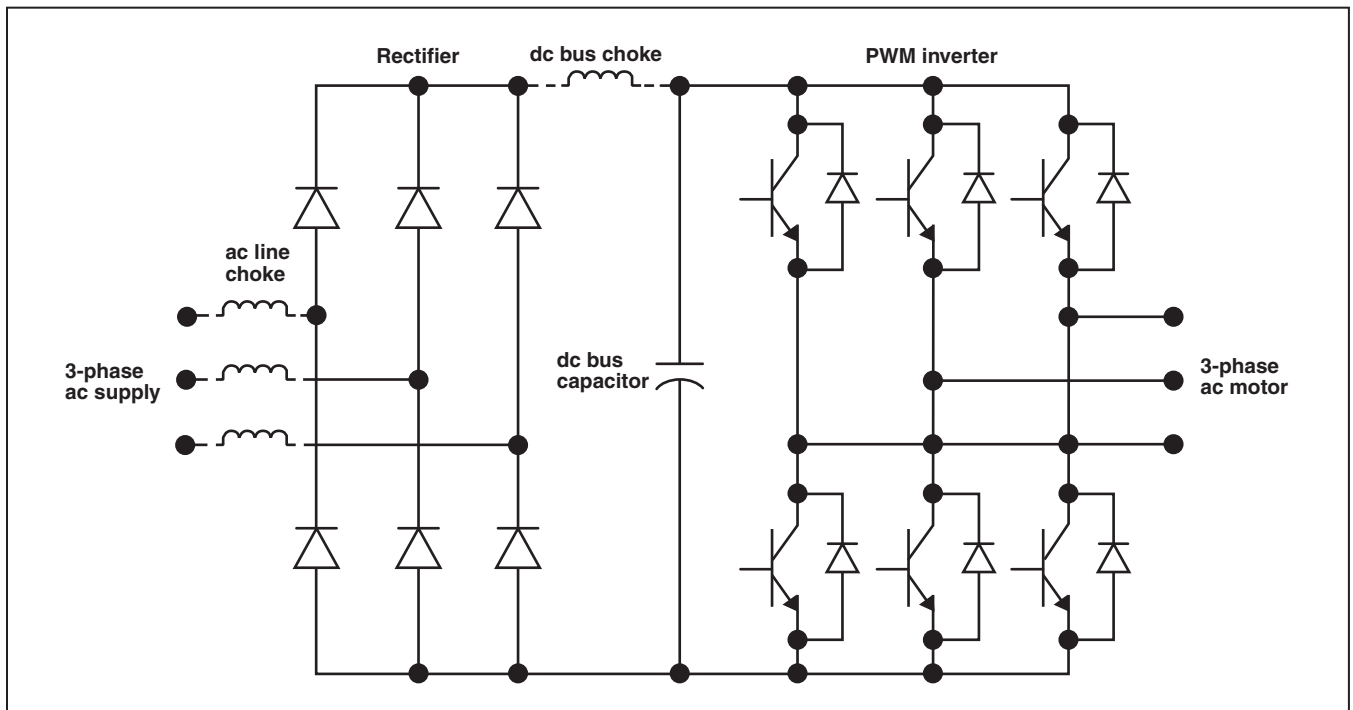 Rectifier
dc bus choke
PWM inverter
ac line
choke
3-phase
ac supply
dc bus
capacitor
3-phase
ac motor